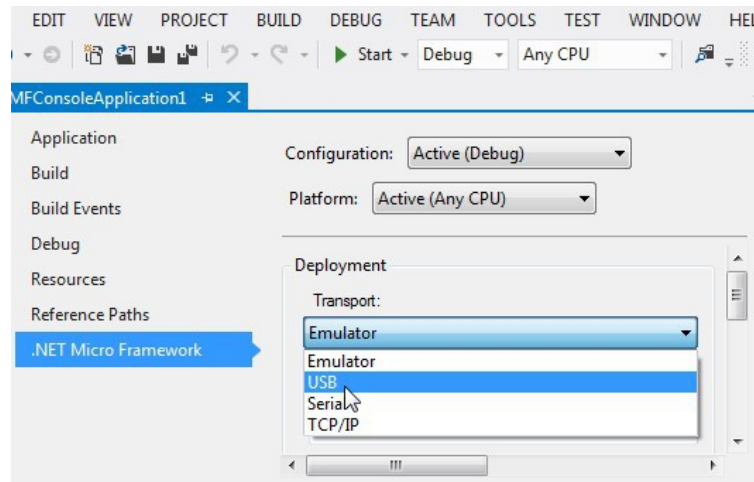 EDIT VIEW PROJECT BUILD DEBUG TEAM TOOLS TEST WINDOW
Start Debug Any CPU
MFConsoleApplication1
Application
Build
Build Events
Debug
Resources
Reference Paths
.NET Micro Framework
Configuration: Active (Debug)
Platform: Active (Any CPU)
Deployment
Transport:
Emulator
Emulator
USB
Serial
TCP/IP